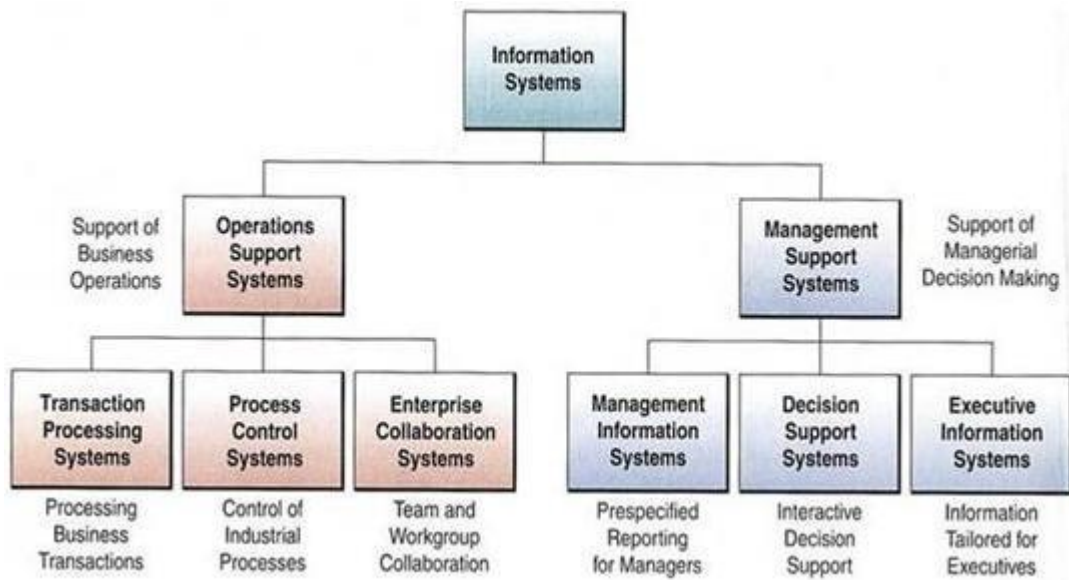 Information
Systems
Support of
Business
Operations
Operations
Support
Systems
Management
Support
Systems
Support of
Managerial
Decision Making
Transaction
Processing
Systems
Process
Control
Systems
Enterprise
Collaboration
Systems
Management
Information
Systems
Decision
Support
Systems
Executive
Information
Systems
Processing
Business
Transactions
Control of
Industrial
Processes
Team and
Workgroup
Collaboration
Prespecified
Reporting
for Managers
Interactive
Decision
Support
Information
Tailored for
Executives